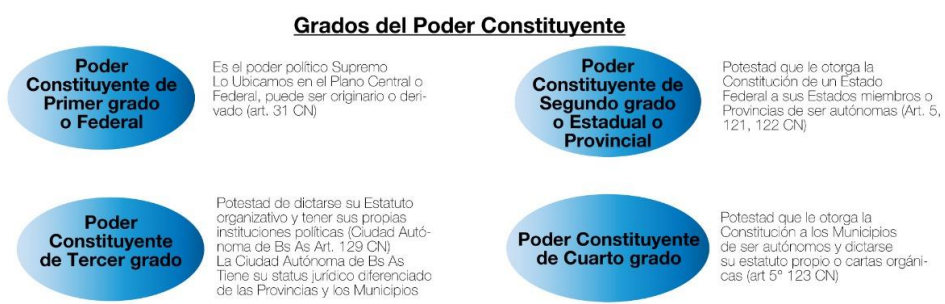 Grados del Poder Constituyente
Poder
Constituyente de
Primer grado
o Federal
Es el poder político Supremo
Lo Ubicamos en el Plano Central o
Federal, puede ser originario o deri-
vado (art. 31 CN)
Poder
Constituyente de
Segundo grado
o Estadual o
Provincial
Potestad que le otorga la
Constitución de un Estado
Federal a sus Estados miembros o
Provincias de ser autónomas (Art. 5,
121, 122 CN)
Poder
Constituyente
de Tercer grado
Potestad de dictarse su Estatuto
organizativo y tener sus propias
instituciones políticas (Ciudad Autó-
noma de Bs As Art. 129 CN)
La Ciudad Autónoma de Bs As
Tiene su status jurídico diferenciado
de las Provincias y los Municipios
Poder Constituyente
de Cuarto grado
Potestad que le otorga la
Constitución a los Municipios
de ser autónomos y dictarse
su estatuto propio o cartas orgáni-
cas (art 5° 123 CN)